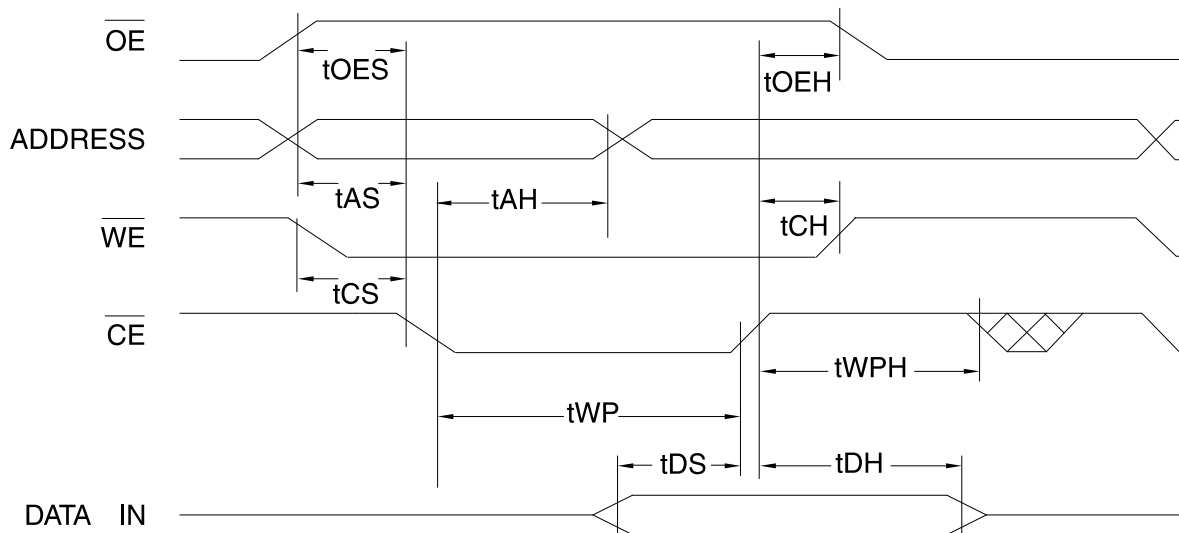 OE
tOES
tOEH
ADDRESS
tAS
tAH
tCH
WE
tCS
CE
tWPH
tWP
tDS
tDH
DATA IN